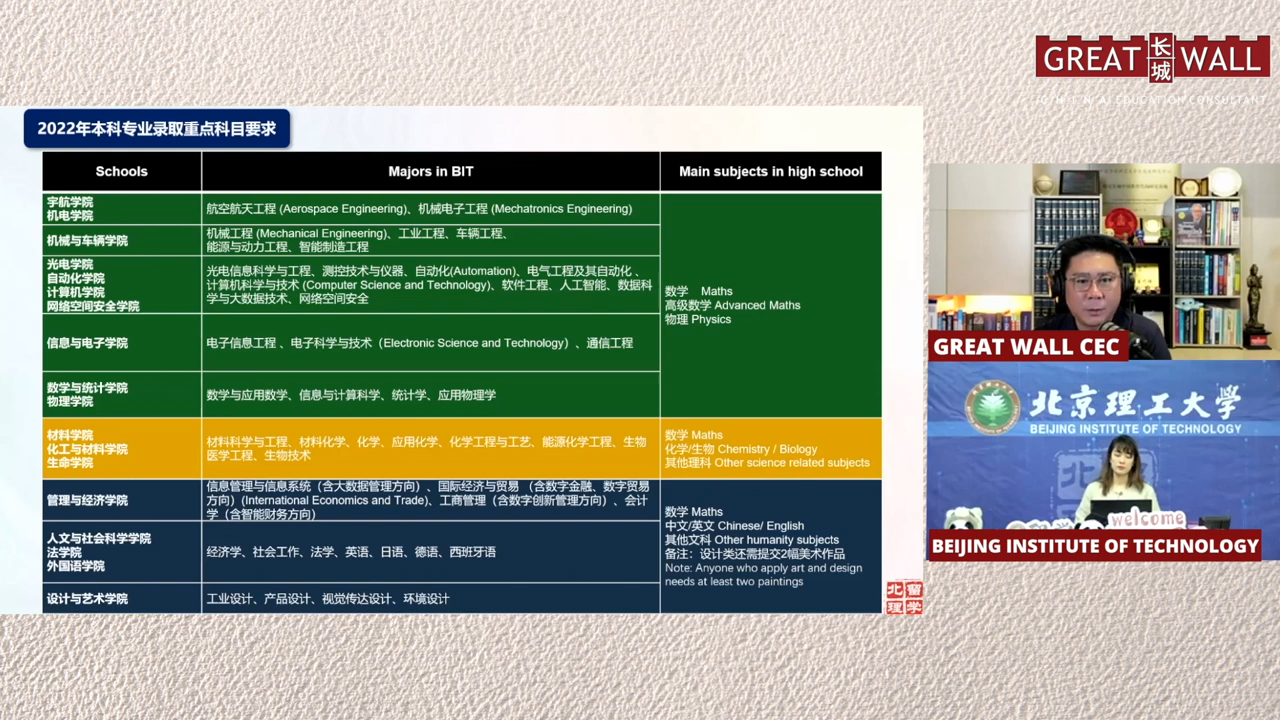 GREAT 长城 WALL
EDUCATION CONSULTANT
2022年本科专业录取重点科目要求
Schools
Majors in BIT
Main subjects in high school
宇航学院
机电学院
航空航天工程 (Aerospace Engineering)、机械电子工程 (Mechatronics Engineering)
机械与车辆学院
机械工程 (Mechanical Engineering)、工业工程、车辆工程、
能源与动力工程、智能制造工程
光电学院
自动化学院
计算机学院
网络空间安全学院
光电信息科学与工程、测控技术与仪器、自动化(Automation)、电气工程及其自动化 、
计算机科学与技术 (Computer Science and Technology)、软件工程、人工智能、数据科
学与大数据技术、网络空间安全
信息与电子学院
电子信息工程 、电子科学与技术（Electronic Science and Technology）、通信工程
数学与统计学院
物理学院
数学与应用数学、信息与计算科学、统计学、应用物理学
数学 Maths
高级数学 Advanced Maths
物理 Physics
材料学院
化工与材料学院
生命学院
材料科学与工程、材料化学、化学、应用化学、化学工程与工艺、能源化学工程、生物
医学工程、生物技术
数学 Maths
化学/生物 Chemistry / Biology
其他理科 Other science related subjects
管理与经济学院
信息管理与信息系统（含大数据管理方向）、国际经济与贸易 （含数字金融、数字贸易
方向）(International Economics and Trade)、工商管理（含数字创新管理方向）、会计
学（含智能财务方向）
人文与社会科学学院
法学院
外国语学院
经济学、社会工作、法学、英语、日语、德语、西班牙语
设计与艺术学院
工业设计、产品设计、视觉传达设计、环境设计
数学 Maths
中文/英文 Chinese/ English
其他文科 Other humanity subjects
备注：设计类还需提交2幅美术作品
Note: Anyone who apply art and design
needs at least two paintings
北理 留学
GREAT WALL CEC
北京理工大学
BEIJING INSTITUTE OF TECHNOLOGY
welcome
BEIJING INSTITUTE OF TECHNOLOGY